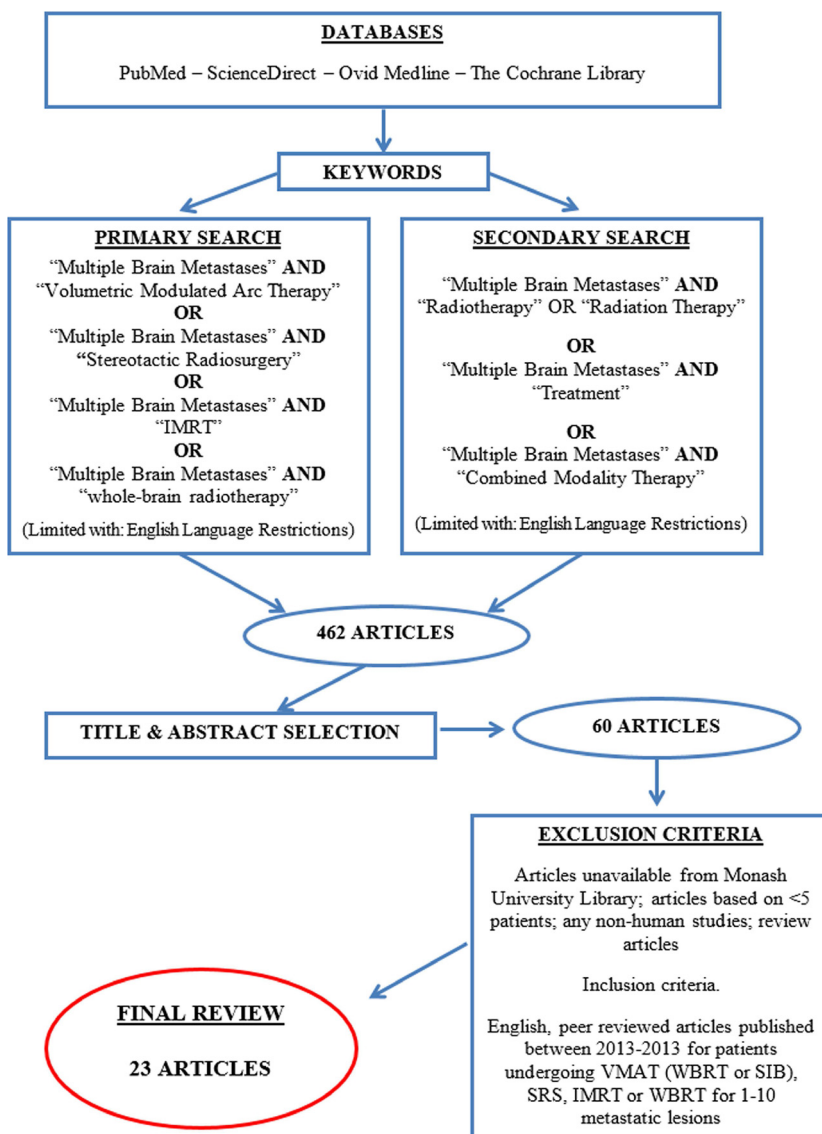 DATABASES
PubMed – ScienceDirect – Ovid Medline – The Cochrane Library
KEYWORDS
PRIMARY SEARCH
“Multiple Brain Metastases” AND
“Volumetric Modulated Arc Therapy”
OR
“Multiple Brain Metastases” AND
“Stereotactic Radiosurgery”
OR
“Multiple Brain Metastases” AND
“IMRT”
OR
“Multiple Brain Metastases” AND
“whole-brain radiotherapy”
(Limited with: English Language Restrictions)
SECONDARY SEARCH
“Multiple Brain Metastases” AND
“Radiotherapy” OR “Radiation Therapy”
OR
“Multiple Brain Metastases” AND
“Treatment”
OR
“Multiple Brain Metastases” AND
“Combined Modality Therapy”
(Limited with: English Language Restrictions)
462 ARTICLES
TITLE & ABSTRACT SELECTION
60 ARTICLES
EXCLUSION CRITERIA
Articles unavailable from Monash
University Library; articles based on <5
patients; any non-human studies; review
articles
Inclusion criteria.
English, peer reviewed articles published
between 2013-2013 for patients
undergoing VMAT (WBRT or SIB),
SRS, IMRT or WBRT for 1-10
metastatic lesions
FINAL REVIEW
23 ARTICLES